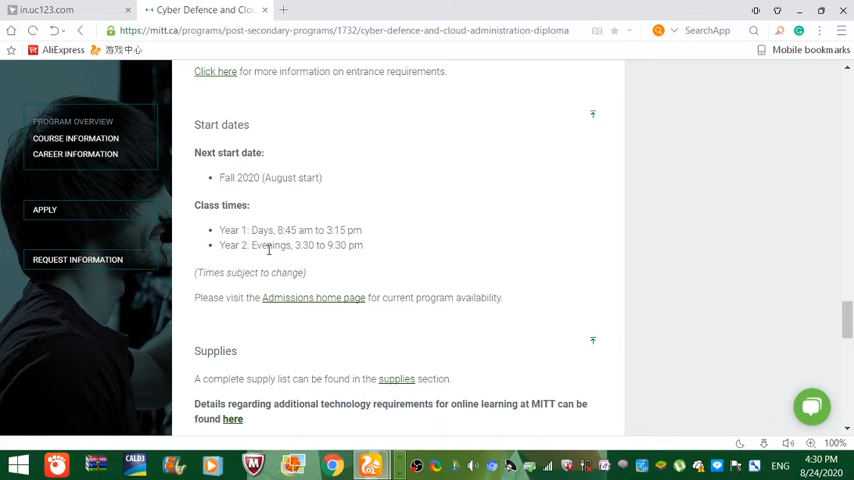 in.uc123.com
Cyber Defence and Clo
https://mitt.ca/programs/post-secondary-programs/1732/cyber-defence-and-cloud-administration-diploma
SearchApp
AliExpress
游戏中心
Mobile bookmarks
Click here for more information on entrance requirements.
PROGRAM OVERVIEW
COURSE INFORMATION
CAREER INFORMATION
APPLY
REQUEST INFORMATION
Start dates
Next start date:
Fall 2020 (August start)
Class times:
Year 1: Days, 8:45 am to 3:15 pm
Year 2: Evenings, 3:30 to 9:30 pm
(Times subject to change)
Please visit the Admissions home page for current program availability.
Supplies
A complete supply list can be found in the supplies section.
Details regarding additional technology requirements for online learning at MITT can be
found here.
100%
CALD3
ENG
4:30 PM
8/24/2020